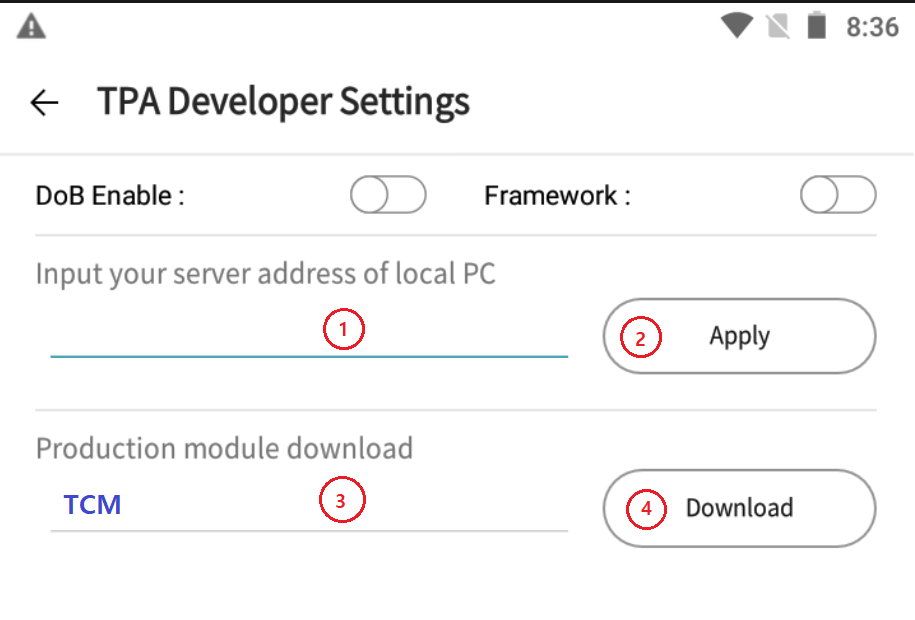 8:36
TPA Developer Settings
DoB Enable : Framework :
Input your server address of local PC
1 2 Apply
Production module download
TCM 3 4 Download